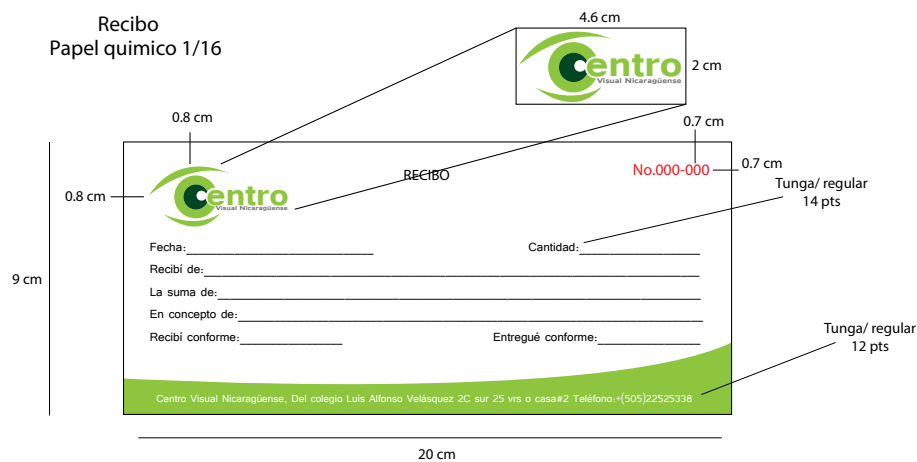 Recibo
Papel quimico 1/16
4.6 cm
Centro
Visual Nicaragüense
2 cm
0.8 cm
0.7 cm
0.8 cm
Centro
Visual Nicaragüense
RECIBO
No.000-000
0.7 cm
Tunga/ regular
14 pts
Fecha:
Cantidad:
Recibí de:
La suma de:
En concepto de:
Recibí conforme:
Entregué conforme:
9 cm
Tunga/ regular
12 pts
Centro Visual Nicaragüense, Del colegio Luis Alfonso Velásquez 2C sur 25 vrs o casa#2 Teléfono:+(505)22525338
20 cm